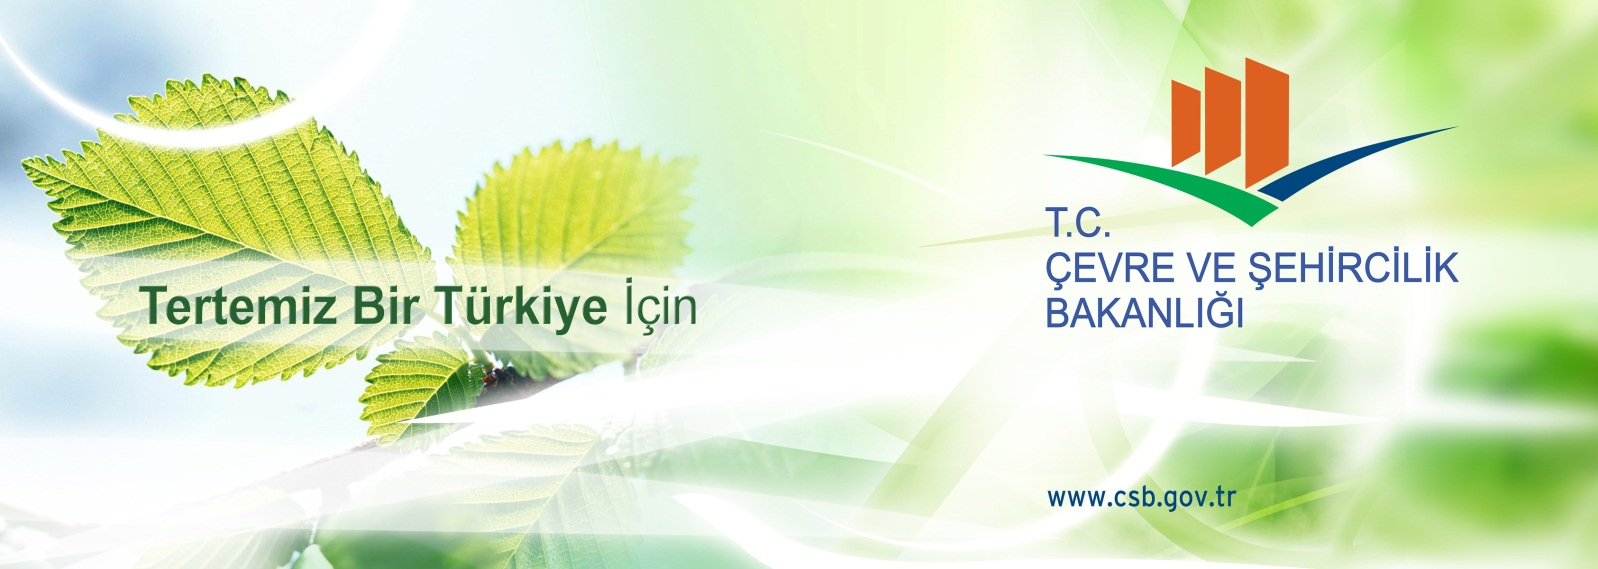 Tertemiz Bir Türkiye İçin
T.C.
ÇEVRE VE ŞEHİRCİLİK
BAKANLIĞI
www.csb.gov.tr